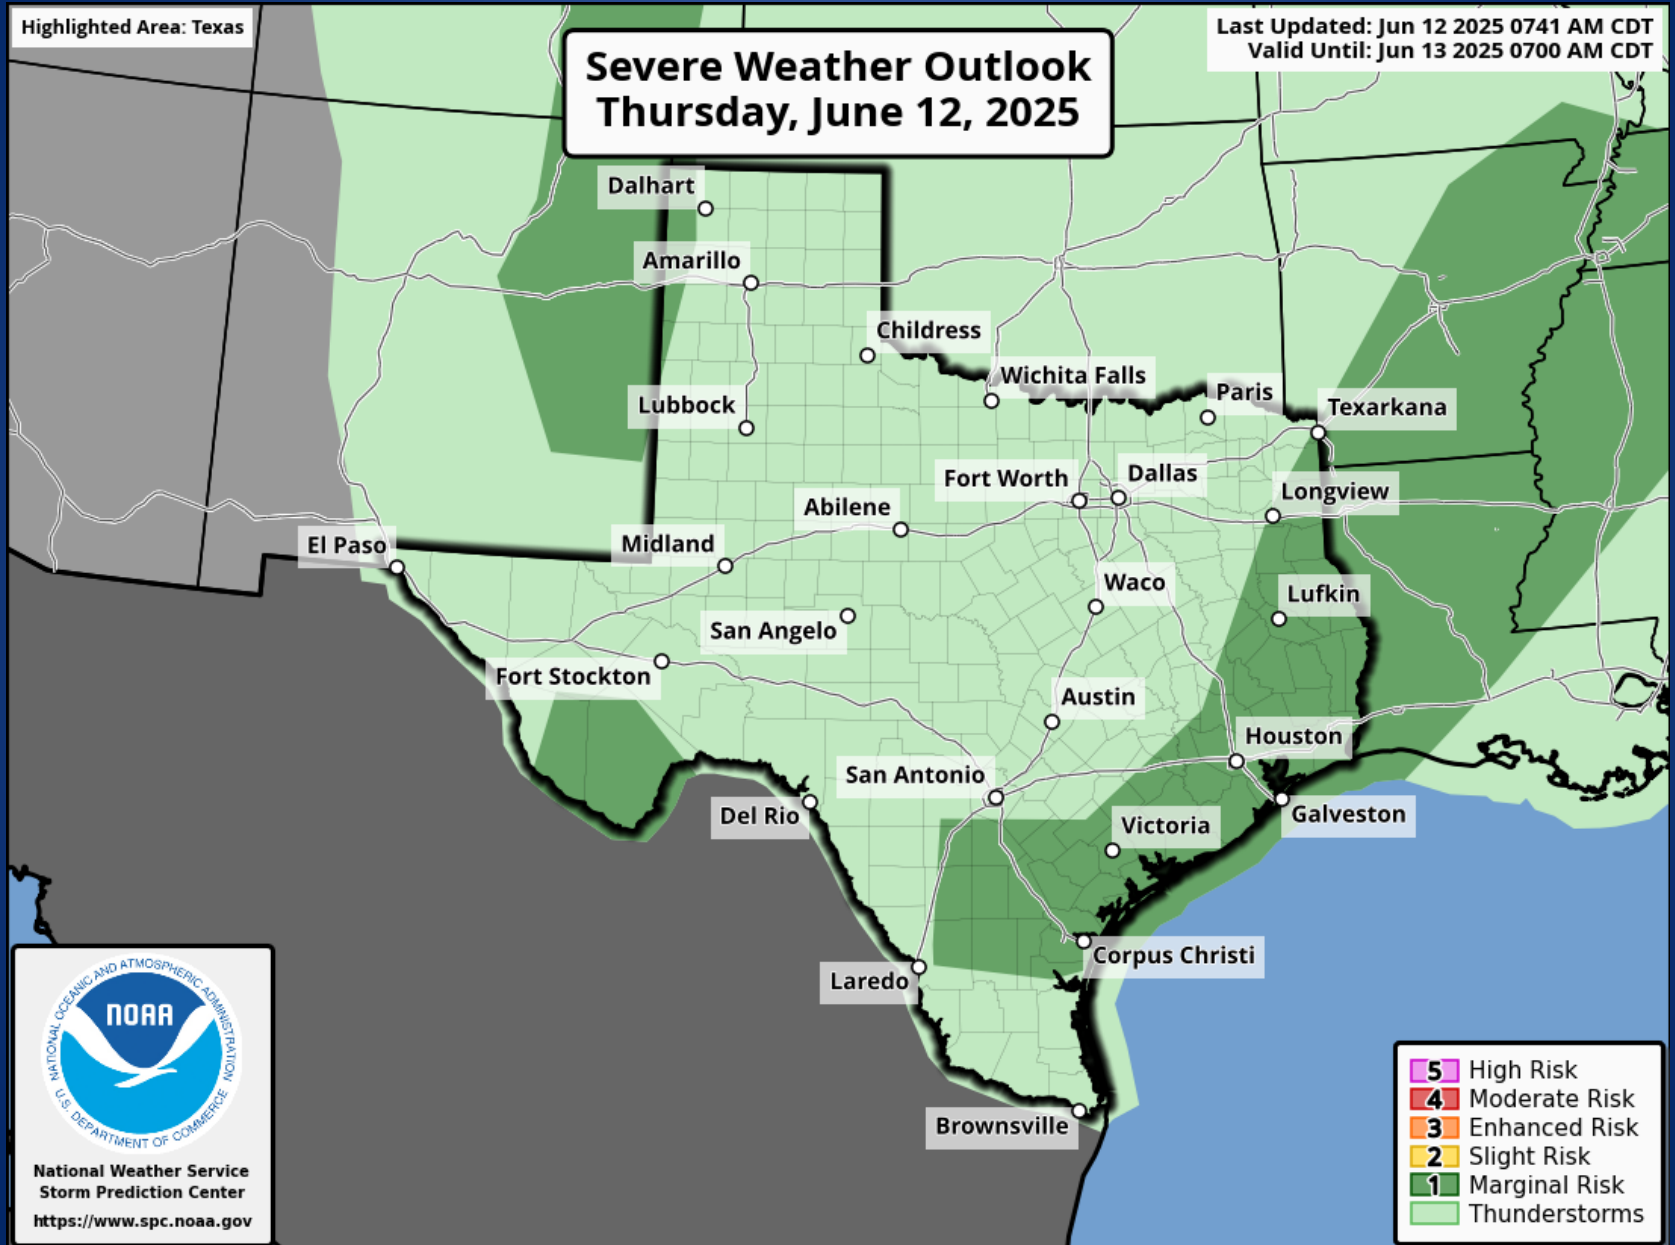 Highlighted Area: Texas
Severe Weather Outlook
Thursday, June 12, 2025
Last Updated: Jun 12 2025 0741 AM CDT
Valid Until: Jun 13 2025 0700 AM CDT
Dalhart
Amarillo
Childress
Wichita Falls
Paris
Texarkana
Lubbock
Fort Worth
Dallas
Longview
Abilene
El Paso
Midland
Waco
Lufkin
San Angelo
Fort Stockton
Austin
Houston
San Antonio
Del Rio
Galveston
Victoria
Corpus Christi
Laredo
Brownsville
NATIONAL OCEANIC AND ATMOSPHERIC ADMINISTRATION
NOAA
U.S. DEPARTMENT OF COMMERCE
National Weather Service
Storm Prediction Center
https://www.spc.noaa.gov
5 High Risk
4 Moderate Risk
3 Enhanced Risk
2 Slight Risk
1 Marginal Risk
Thunderstorms